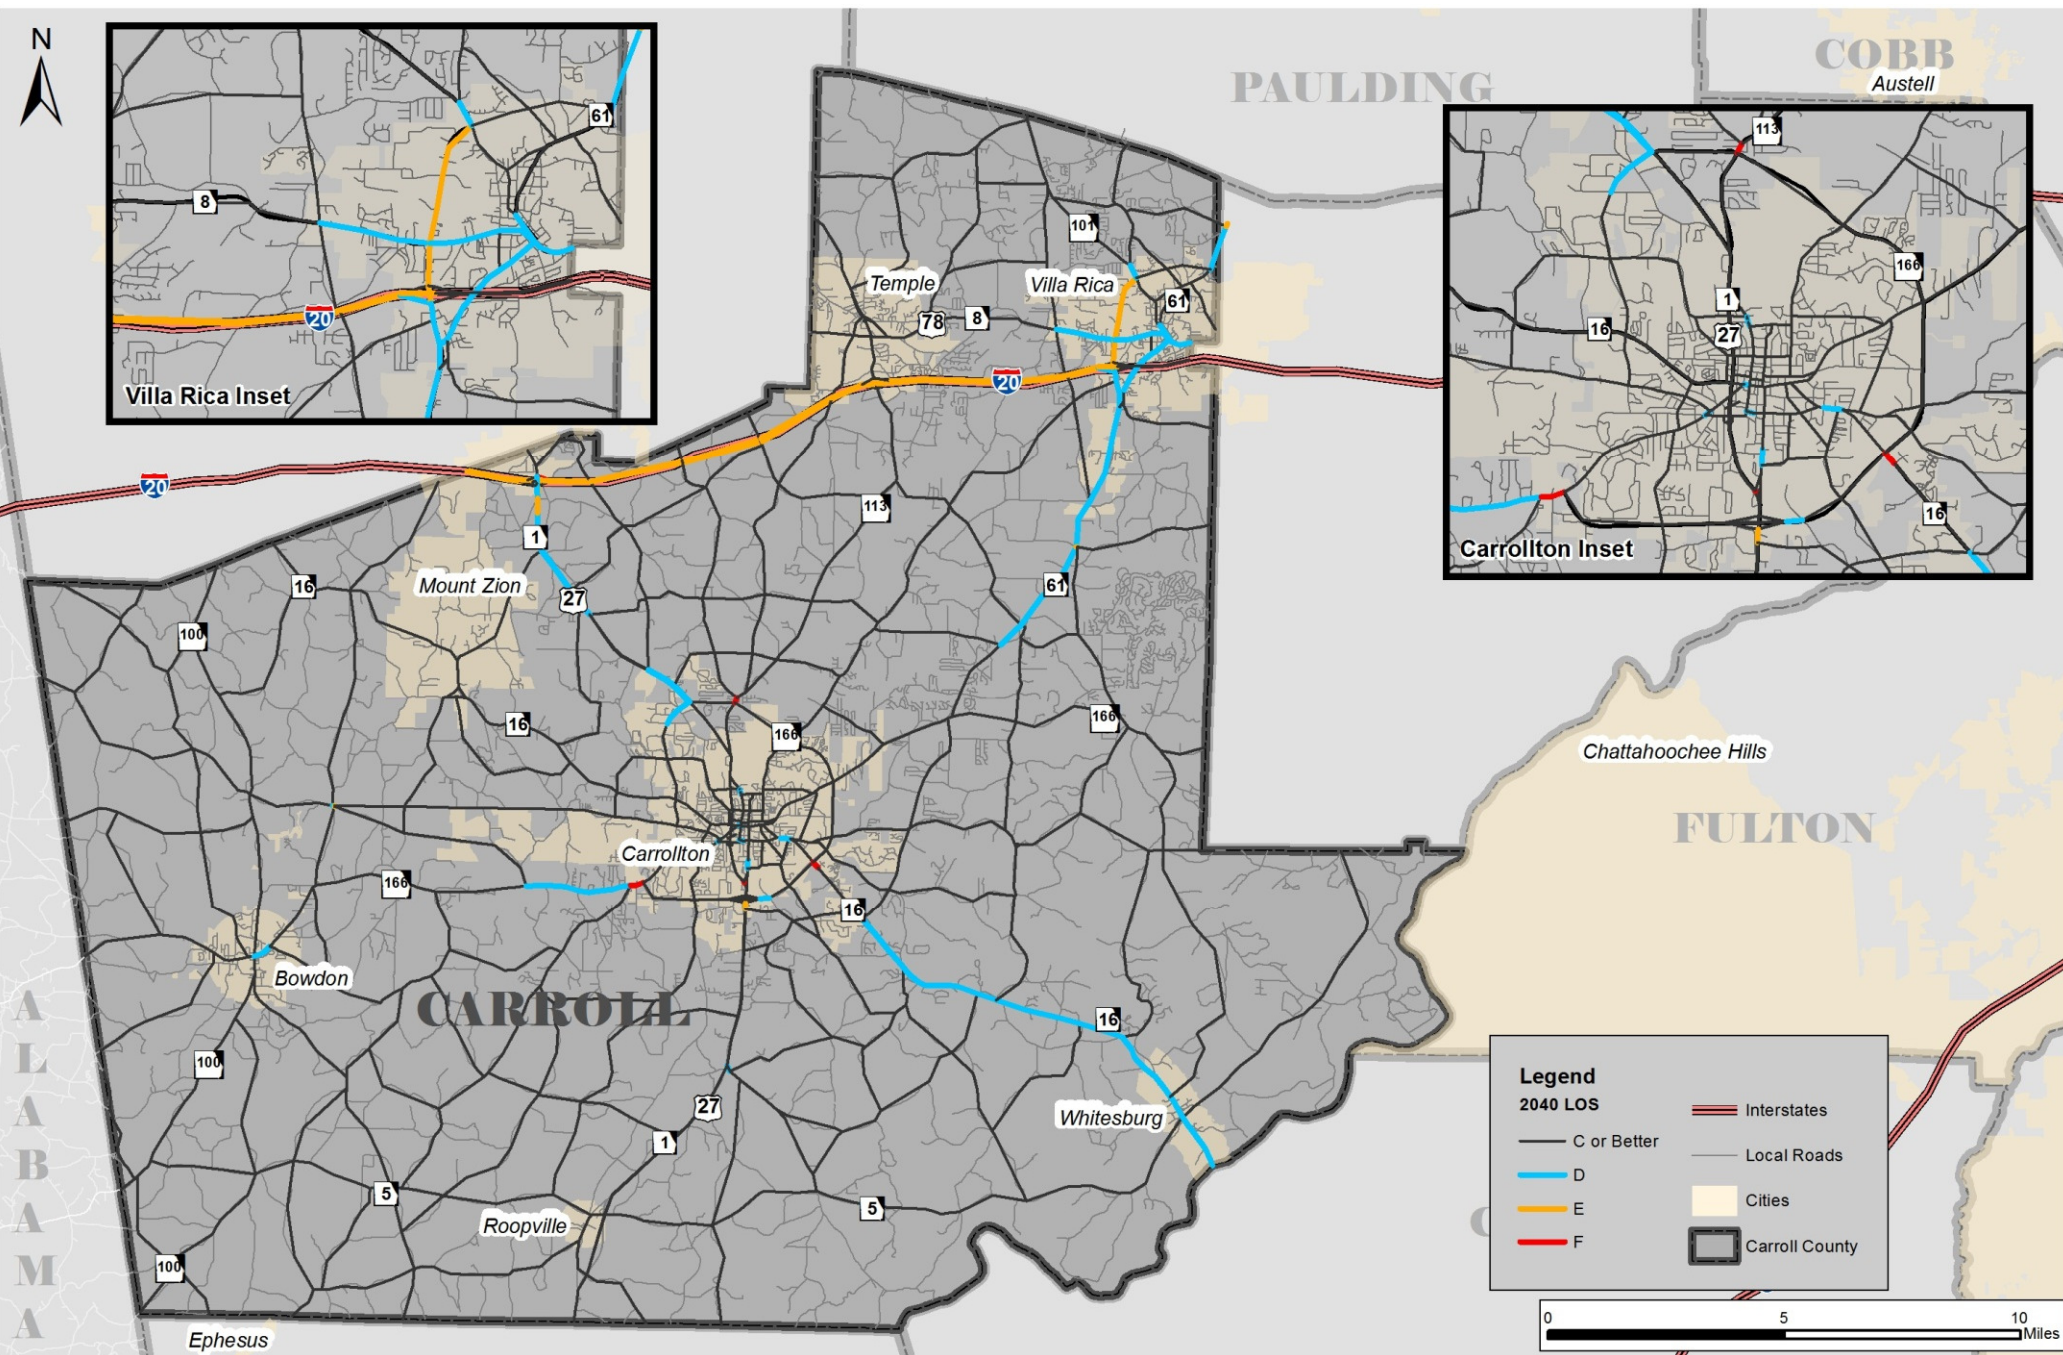 N
PAULDING
COBB
Austell
61
8
20
Villa Rica Inset
113
166
1
16
27
16
Carrollton Inset
101
Temple
Villa Rica
61
78
8
20
20
113
1
Mount Zion
27
61
16
100
16
166
166
Chattahoochee Hills
FULTON
Carrollton
166
16
Bowdon
CARROLL
16
100
27
Whitesburg
1
5
5
Roopville
100
Ephesus
ALABAMA
C
Legend
2040 LOS
C or Better
D
E
F
Interstates
Local Roads
Cities
Carroll County
0 5 10
Miles